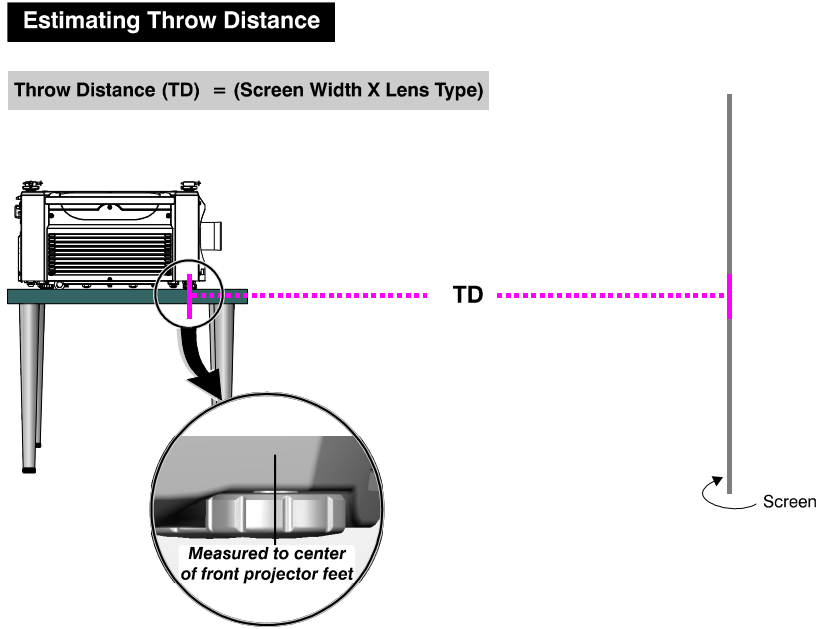 Estimating Throw Distance
Throw Distance (TD) = (Screen Width X Lens Type)
TD
Screen
Measured to center
of front projector feet